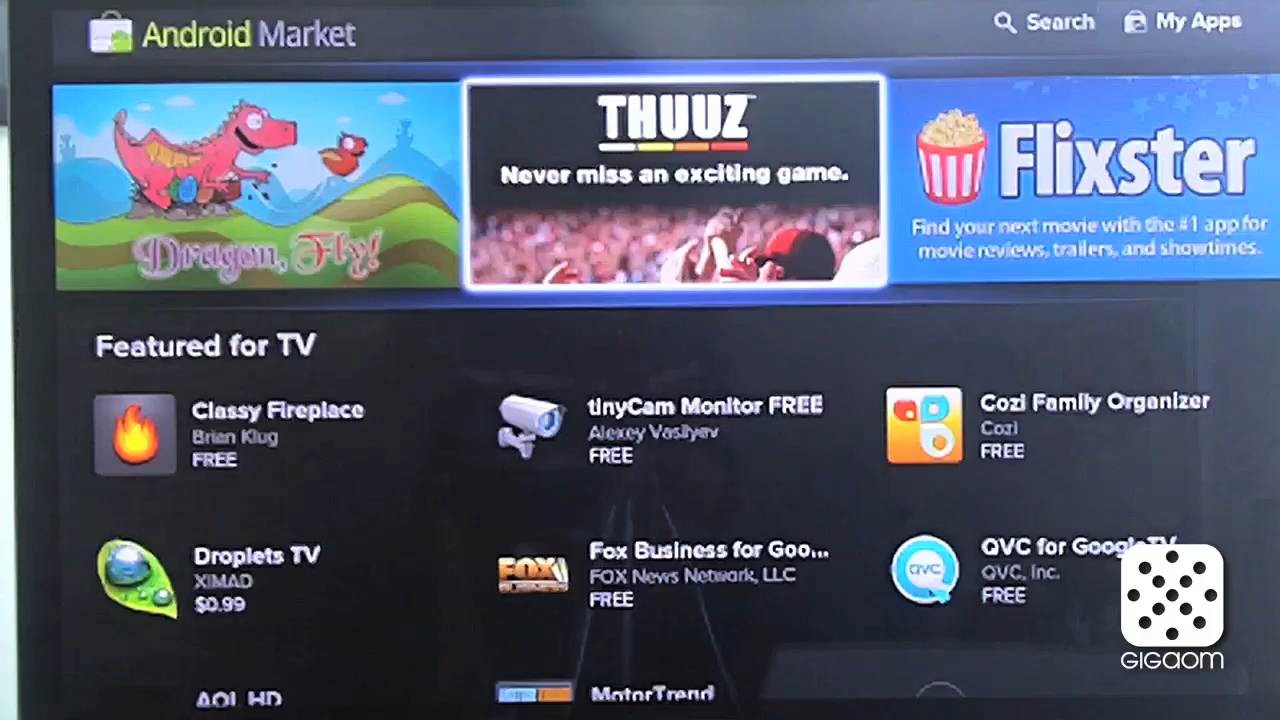 Android Market
Search
My Apps
Dragon, Fly!
THUUZ
Never miss an exciting game.
Flixster
Find your next movie with the #1 app for
movie reviews, trailers, and showtimes.
Featured for TV
Classy Fireplace
Brian Klug
FREE
tinyCam Monitor FREE
Alexey Vasilyev
FREE
Cozi Family Organizer
Cozi
FREE
Droplets TV
XIMAD
$0.99
FOX
Fox Business for Goo...
FOX News Network, LLC
FREE
QVC
QVC for GoogleTV
QVC, Inc.
FREE
AOL HD
MotorTrend
GIGAOM